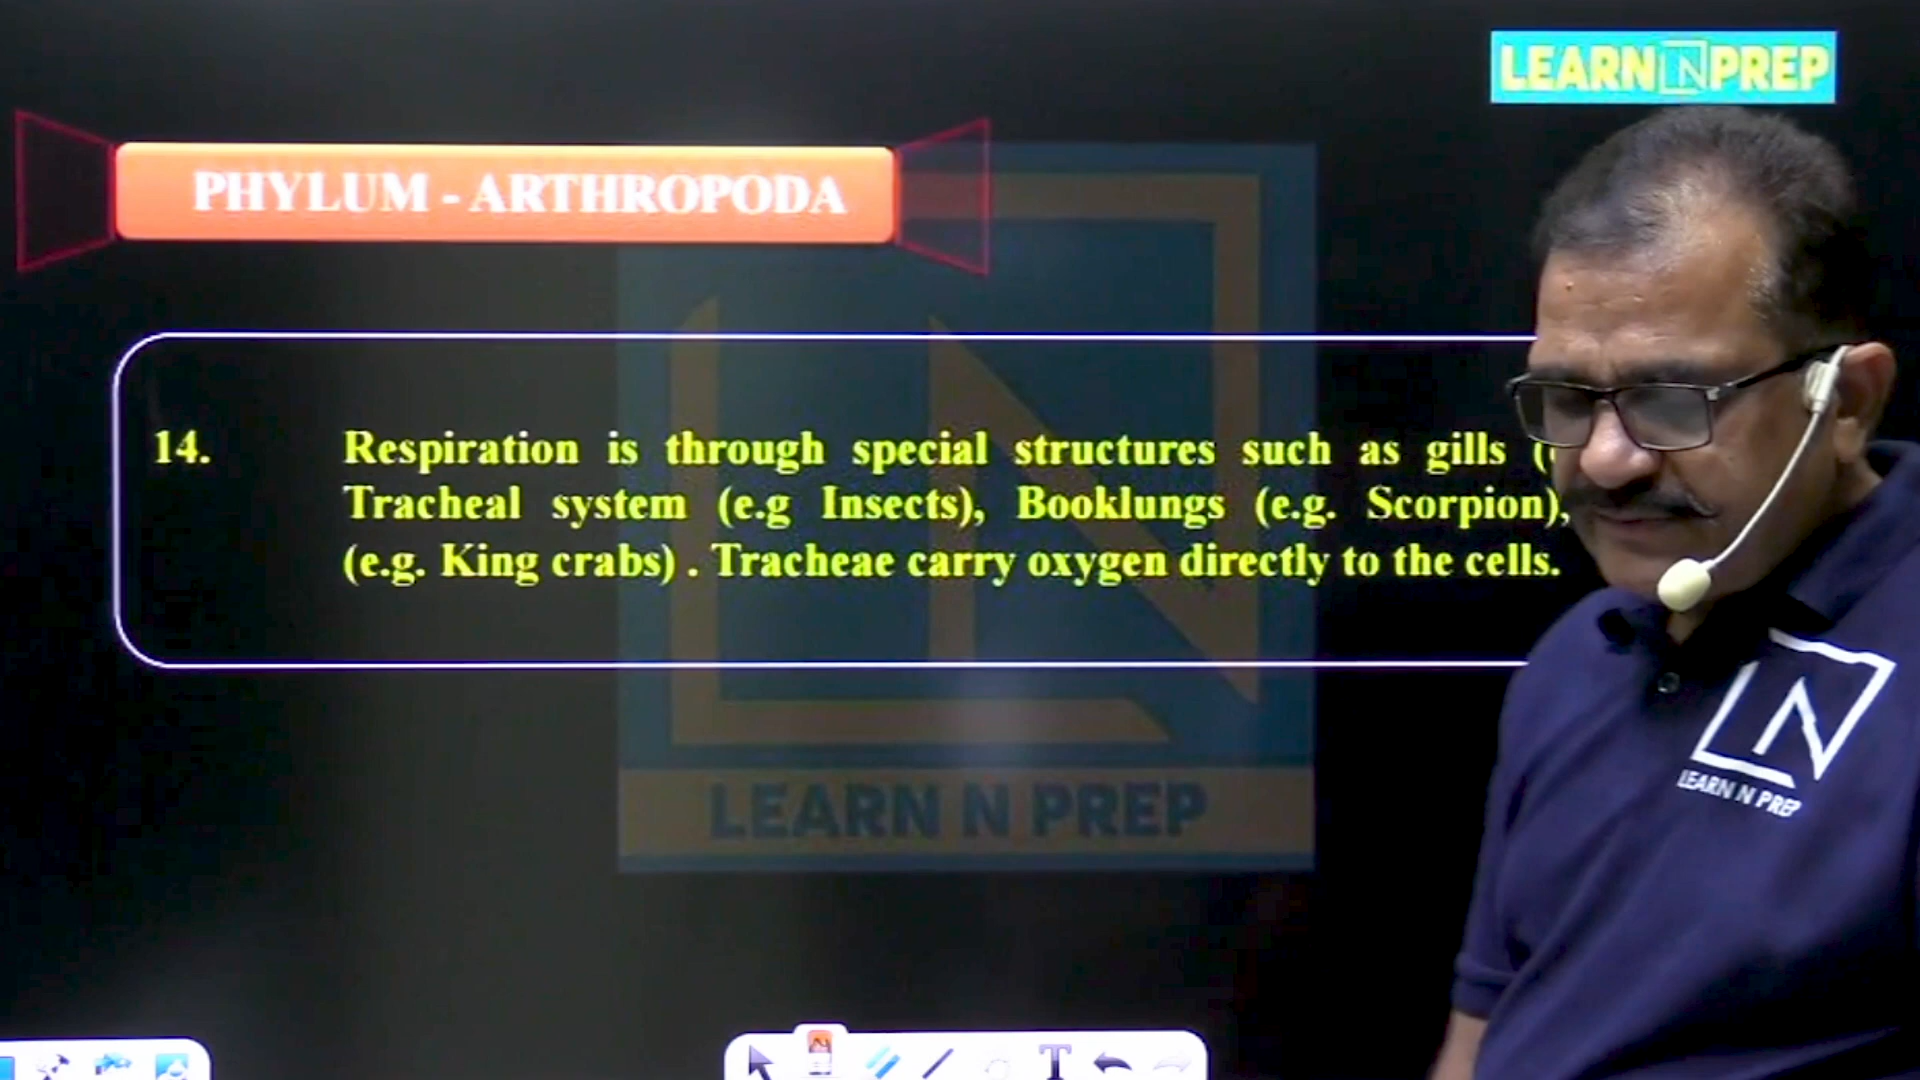 LEARN N PREP
PHYLUM - ARTHROPODA
14. Respiration is through special structures such as gills (
Tracheal system (e.g Insects), Booklungs (e.g. Scorpion),
(e.g. King crabs) . Tracheae carry oxygen directly to the cells.
LEARN N PREP
N
LEARN N PREP
T